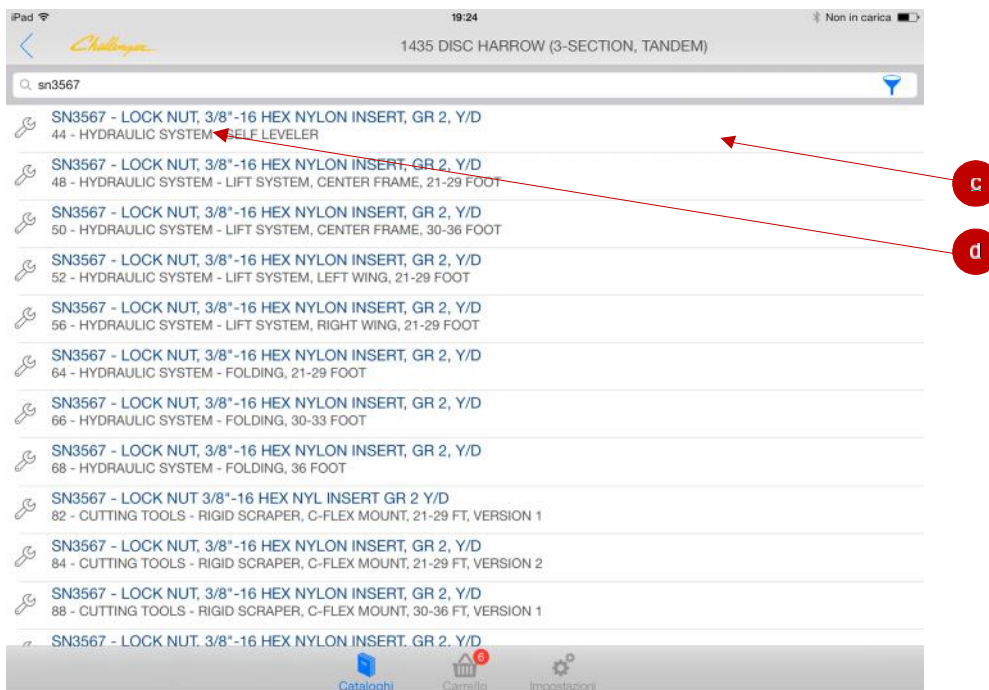 iPad 19:24 Non in carica
Challenger 1435 DISC HARROW (3-SECTION, TANDEM)
sn3567
SN3567 - LOCK NUT, 3/8"-16 HEX NYLON INSERT, GR 2, Y/D
44 - HYDRAULIC SYSTEM - SELF LEVELER
SN3567 - LOCK NUT, 3/8"-16 HEX NYLON INSERT, GR 2, Y/D
48 - HYDRAULIC SYSTEM - LIFT SYSTEM, CENTER FRAME, 21-29 FOOT
c
SN3567 - LOCK NUT, 3/8"-16 HEX NYLON INSERT, GR 2, Y/D
50 - HYDRAULIC SYSTEM - LIFT SYSTEM, CENTER FRAME, 30-36 FOOT
d
SN3567 - LOCK NUT, 3/8"-16 HEX NYLON INSERT, GR 2, Y/D
52 - HYDRAULIC SYSTEM - LIFT SYSTEM, LEFT WING, 21-29 FOOT
SN3567 - LOCK NUT, 3/8"-16 HEX NYLON INSERT, GR 2, Y/D
56 - HYDRAULIC SYSTEM - LIFT SYSTEM, RIGHT WING, 21-29 FOOT
SN3567 - LOCK NUT, 3/8"-16 HEX NYLON INSERT, GR 2, Y/D
64 - HYDRAULIC SYSTEM - FOLDING, 21-29 FOOT
SN3567 - LOCK NUT, 3/8"-16 HEX NYLON INSERT, GR 2, Y/D
66 - HYDRAULIC SYSTEM - FOLDING, 30-33 FOOT
SN3567 - LOCK NUT, 3/8"-16 HEX NYLON INSERT, GR 2, Y/D
68 - HYDRAULIC SYSTEM - FOLDING, 36 FOOT
SN3567 - LOCK NUT 3/8"-16 HEX NYL INSERT GR 2 Y/D
82 - CUTTING TOOLS - RIGID SCRAPER, C-FLEX MOUNT, 21-29 FT, VERSION 1
SN3567 - LOCK NUT, 3/8"-16 HEX NYLON INSERT, GR 2, Y/D
84 - CUTTING TOOLS - RIGID SCRAPER, C-FLEX MOUNT, 21-29 FT, VERSION 2
SN3567 - LOCK NUT, 3/8"-16 HEX NYLON INSERT, GR 2, Y/D
88 - CUTTING TOOLS - RIGID SCRAPER, C-FLEX MOUNT, 30-36 FT, VERSION 1
SN3567 - LOCK NUT, 3/8"-16 HEX NYLON INSERT, GR 2, Y/D
6
Cataloghi Carrello Impostazioni